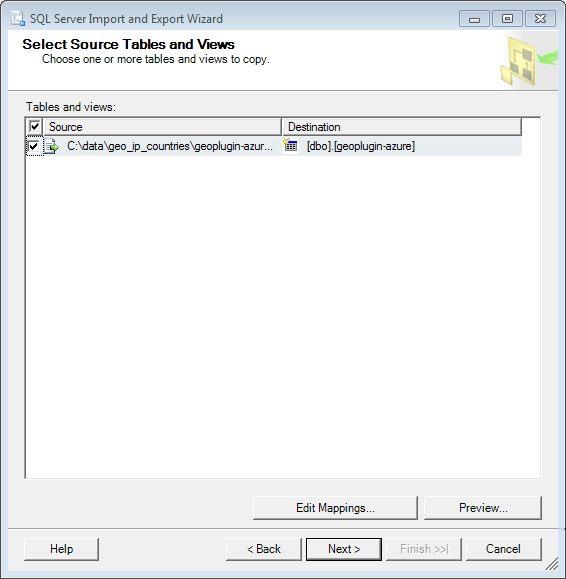 SQL Server Import and Export Wizard
Select Source Tables and Views
Choose one or more tables and views to copy.
Tables and views:
Source Destination
C:\data\geo_ip_countries\geoplugin-azur... [dbo].[geoplugin-azure]
Edit Mappings... Preview...
Help < Back Next > Finish >>| Cancel